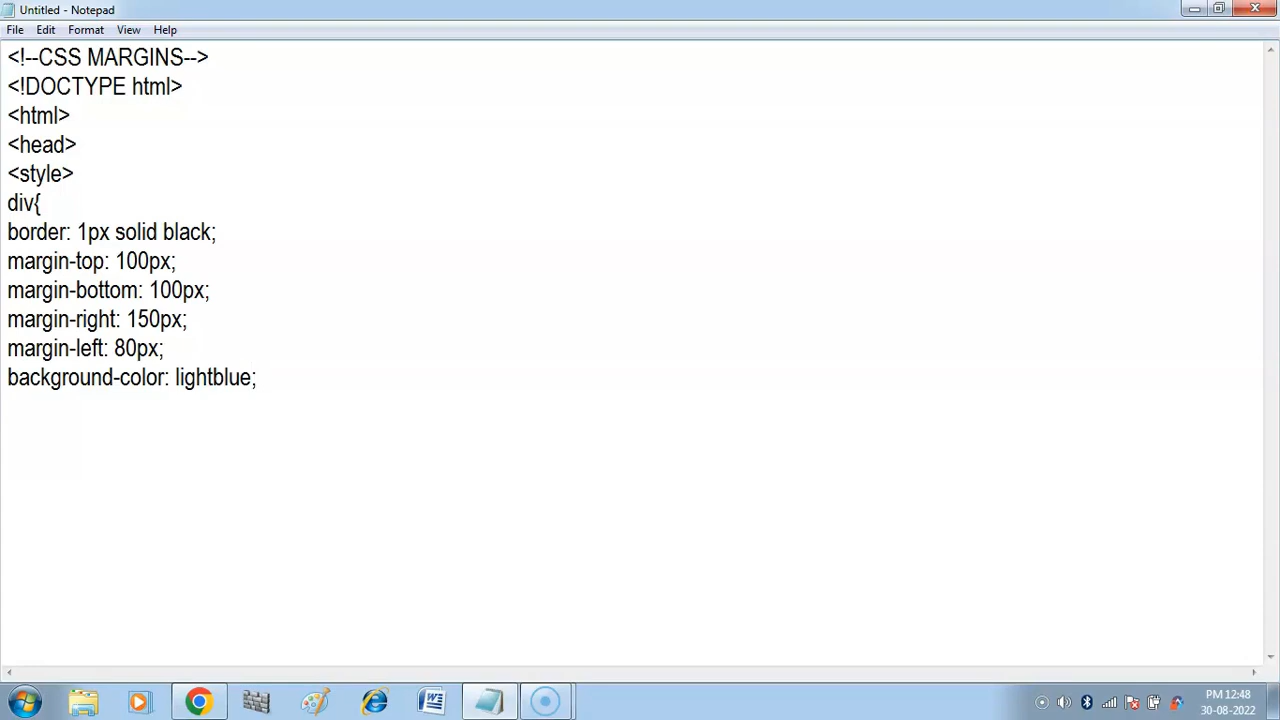 Untitled - Notepad
File Edit Format View Help
<!--CSS MARGINS-->
<!DOCTYPE html>
<html>
<head>
<style>
div{
border: 1px solid black;
margin-top: 100px;
margin-bottom: 100px;
margin-right: 150px;
margin-left: 80px;
background-color: lightblue;
PM 12:48
30-08-2022